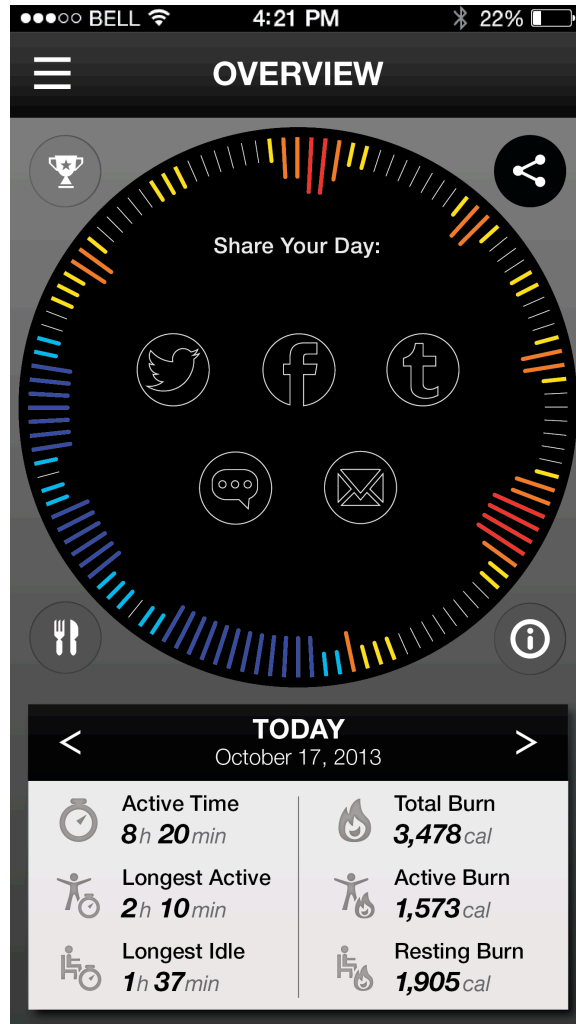 BELL 4:21 PM 22%
OVERVIEW
Share Your Day:
TODAY
October 17, 2013
Active Time
8h 20min
Total Burn
3,478cal
Longest Active
2h 10min
Active Burn
1,573cal
Longest Idle
1h 37min
Resting Burn
1,905cal